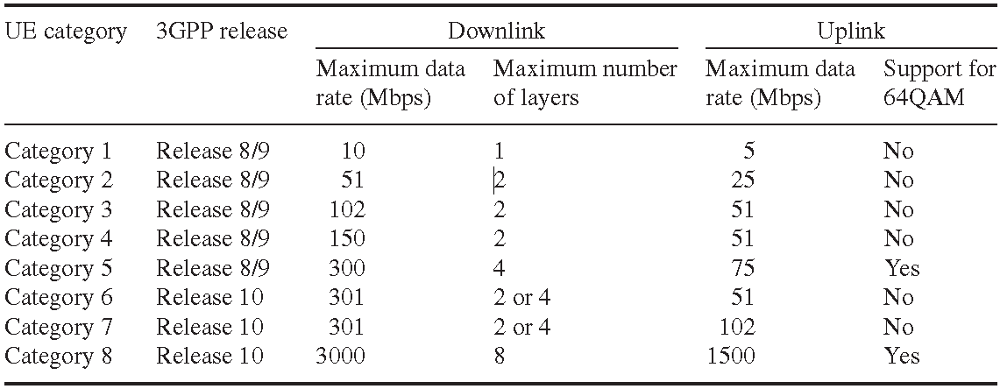 UE category 3GPP release Downlink Uplink
Maximum data Maximum number Maximum data Support for
rate (Mbps) of layers rate (Mbps) 64QAM
Category 1 Release 8/9 10 1 5 No
Category 2 Release 8/9 51 2 25 No
Category 3 Release 8/9 102 2 51 No
Category 4 Release 8/9 150 2 51 No
Category 5 Release 8/9 300 4 75 Yes
Category 6 Release 10 301 2 or 4 51 No
Category 7 Release 10 301 2 or 4 102 No
Category 8 Release 10 3000 8 1500 Yes